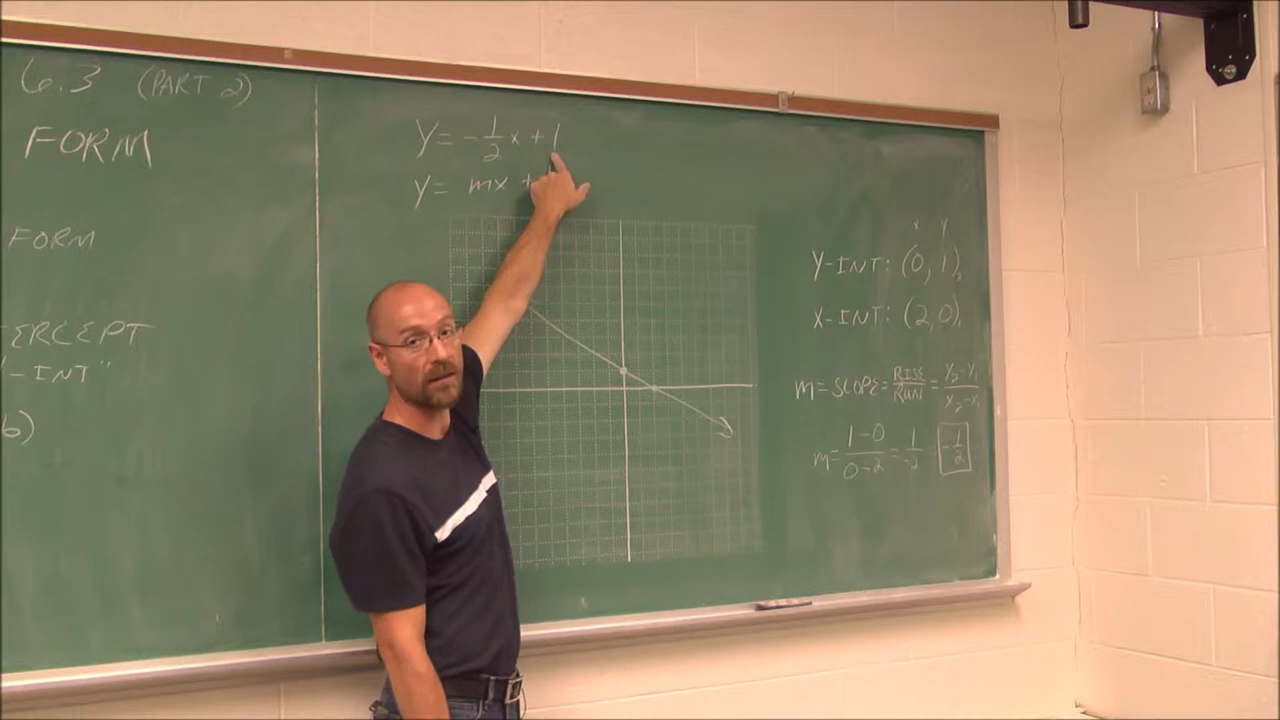 6.3 (PART 2)
FORM
FORM
TERCEPT
-INT"
b)
y = -1/2 x + 1
y = mx +
x y
Y-INT: (0, 1),
X-INT: (2, 0),
m = SLOPE = RISE/RUN = y₂-y₁/x₂-x₁
m = 1-0/0-2 = 1/-2 = -1/2